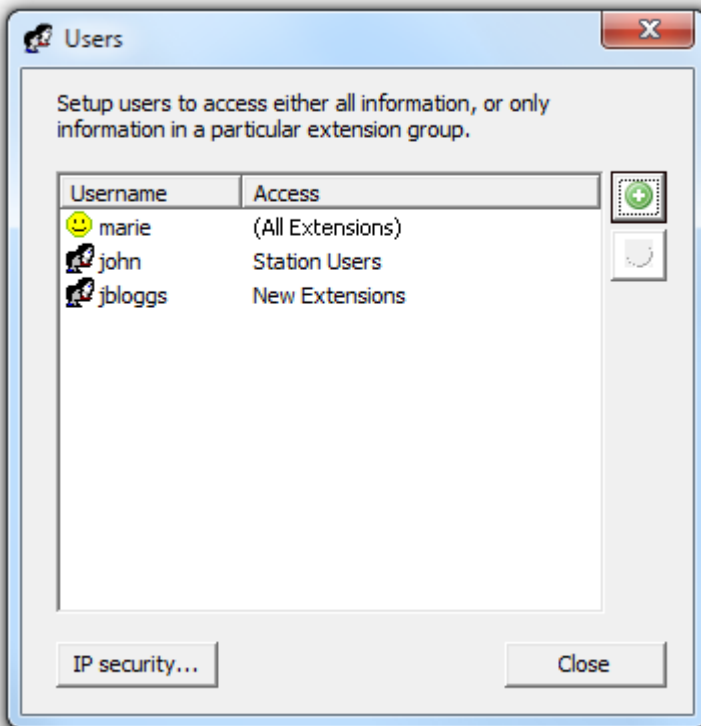 Users
Setup users to access either all information, or only
information in a particular extension group.
Username Access
marie (All Extensions)
john Station Users
jbloggs New Extensions
IP security... Close